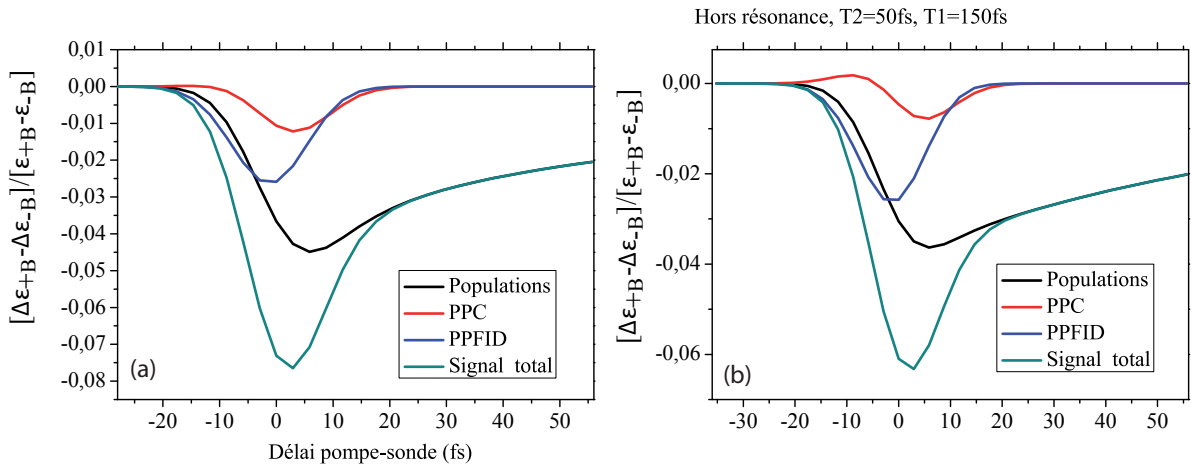 Hors résonance, T2=50fs, T1=150fs
[Δε+B-Δε-B]/[ε+B-ε-B]
0,01
0,00
-0,01
-0,02
-0,03
-0,04
-0,05
-0,06
-0,07
-0,08
(a)
Populations
PPC
PPFID
Signal total
-20 -10 0 10 20 30 40 50
Délai pompe-sonde (fs)
[Δε+B-Δε-B]/[ε+B-ε-B]
0,00
-0,02
-0,04
-0,06
(b)
Populations
PPC
PPFID
Signal total
-30 -20 -10 0 10 20 30 40 50